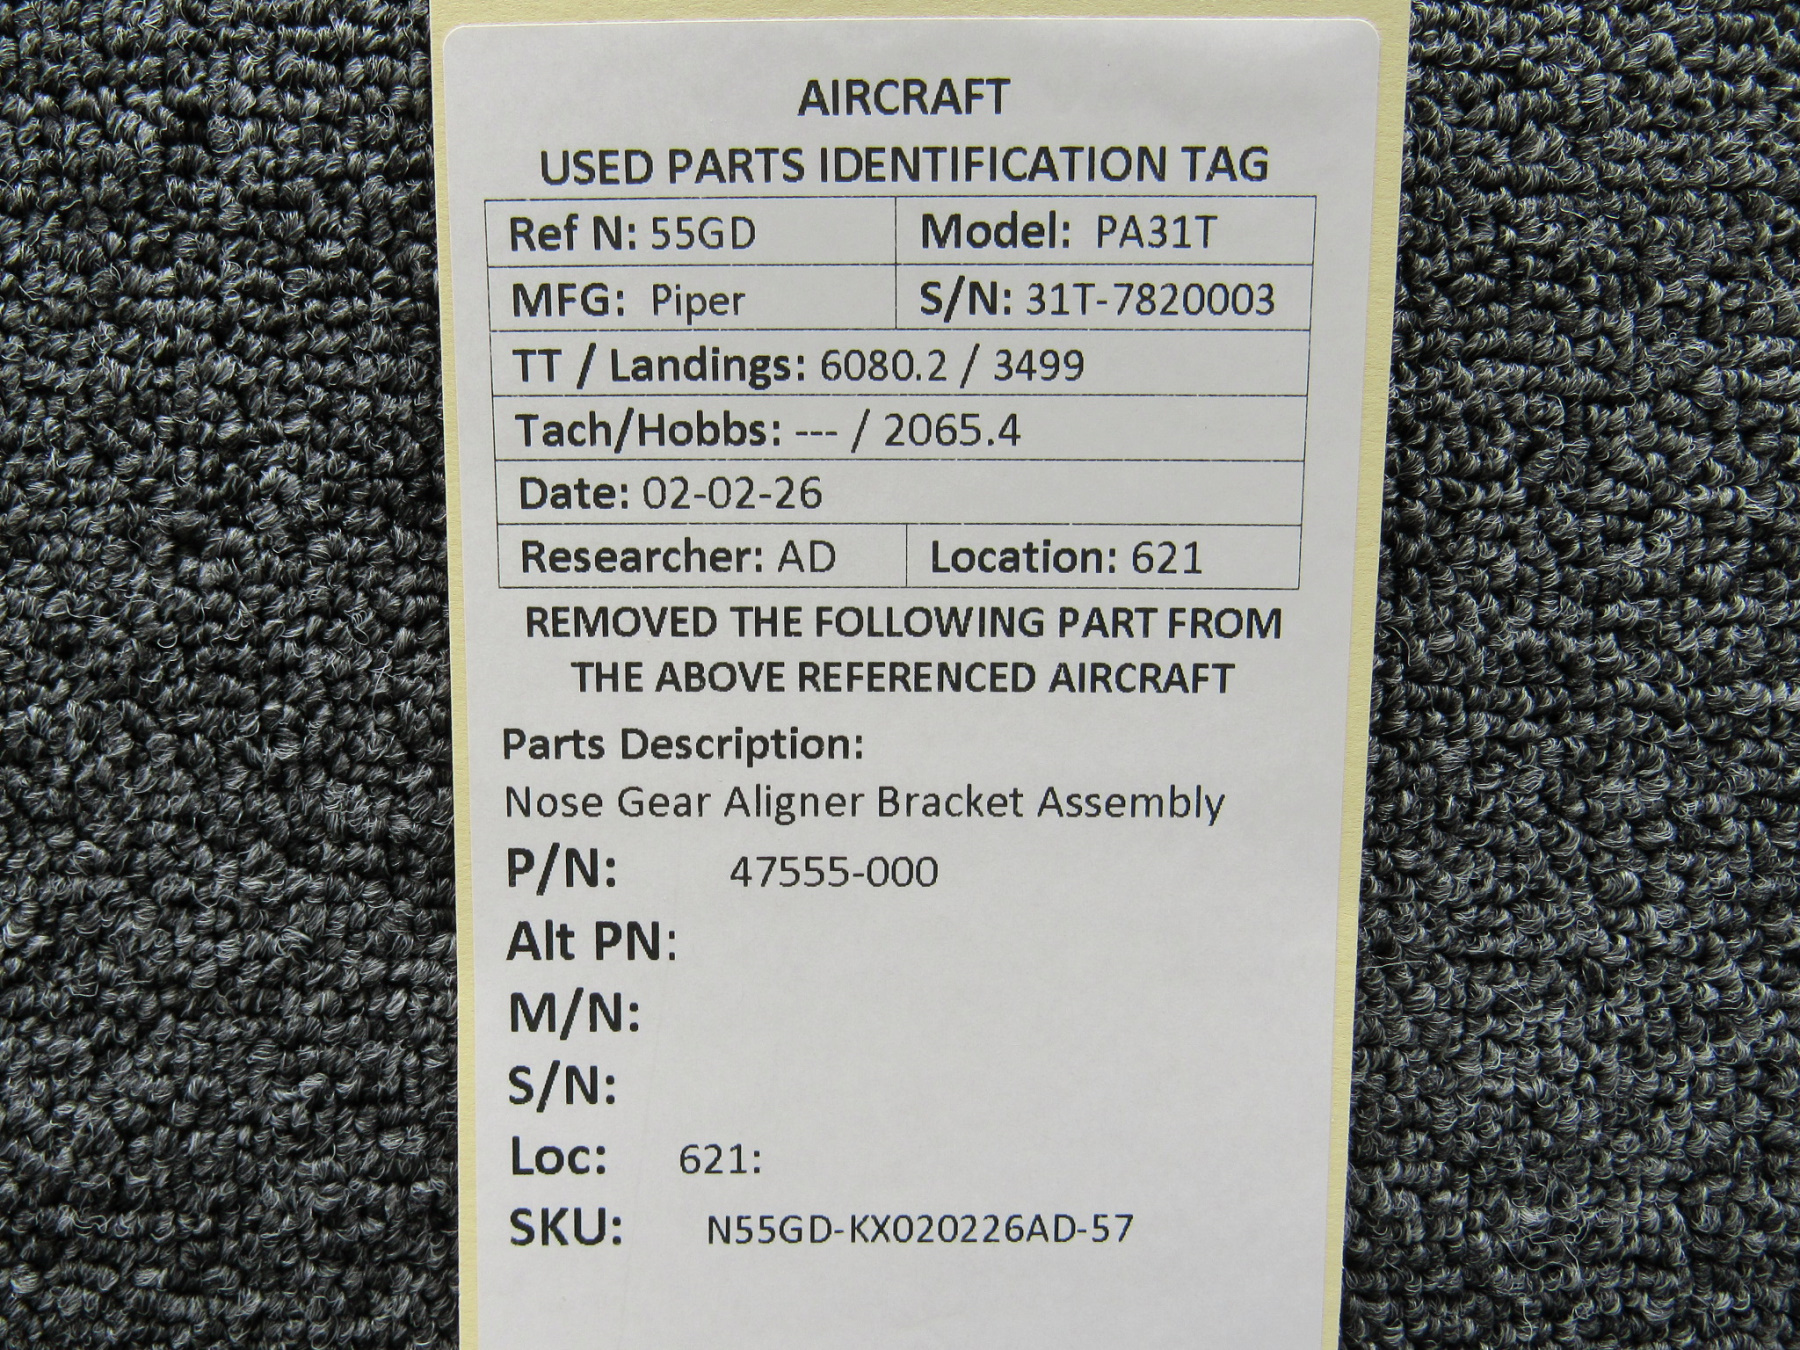 AIRCRAFT
USED PARTS IDENTIFICATION TAG
Ref N: 55GD Model: PA31T
MFG: Piper S/N: 31T-7820003
TT / Landings: 6080.2 / 3499
Tach/Hobbs: --- / 2065.4
Date: 02-02-26
Researcher: AD Location: 621
REMOVED THE FOLLOWING PART FROM
THE ABOVE REFERENCED AIRCRAFT
Parts Description:
Nose Gear Aligner Bracket Assembly
P/N: 47555-000
Alt PN:
M/N:
S/N:
Loc: 621:
SKU: N55GD-KX020226AD-57